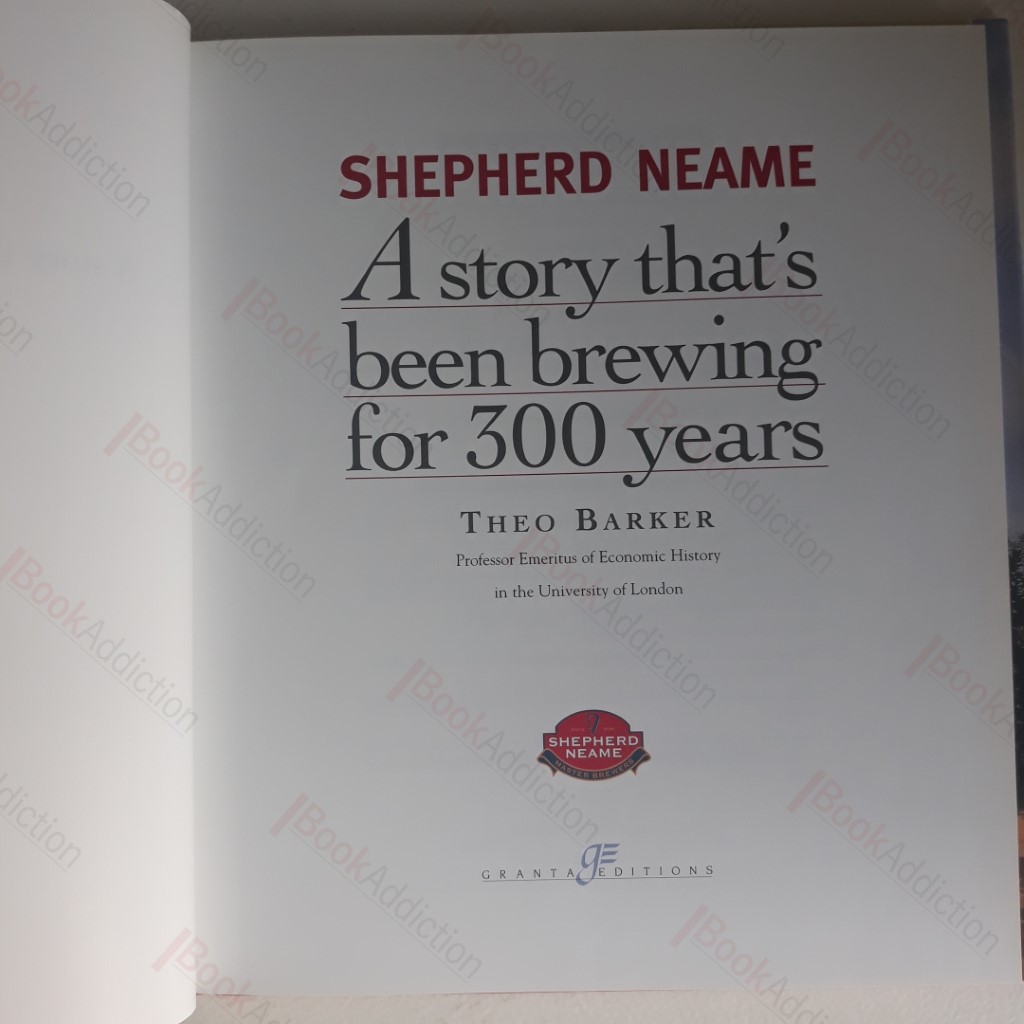 SHEPHERD NEAME
A story that's
been brewing
for 300 years
THEO BARKER
Professor Emeritus of Economic History
in the University of London
SHEPHERD
NEAME
MASTER BREWERS
GRANTA EDITIONS
BookAddiction